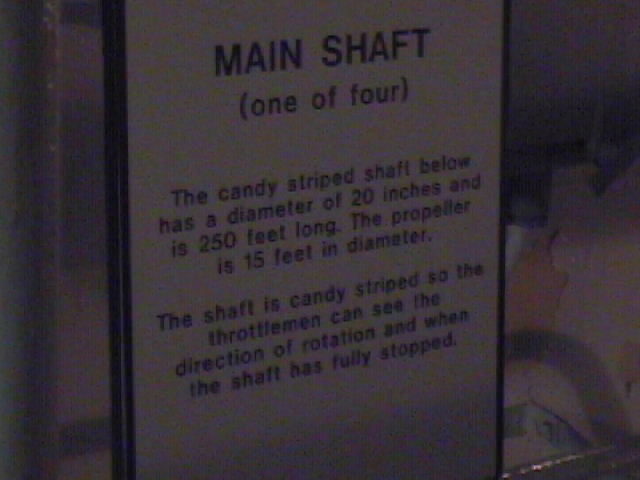 MAIN SHAFT
(one of four)
The candy striped shaft below
has a diameter of 20 inches and
is 250 feet long. The propeller
is 15 feet in diameter.
The shaft is candy striped so the
throttlemen can see the
direction of rotation and when
the shaft has fully stopped.